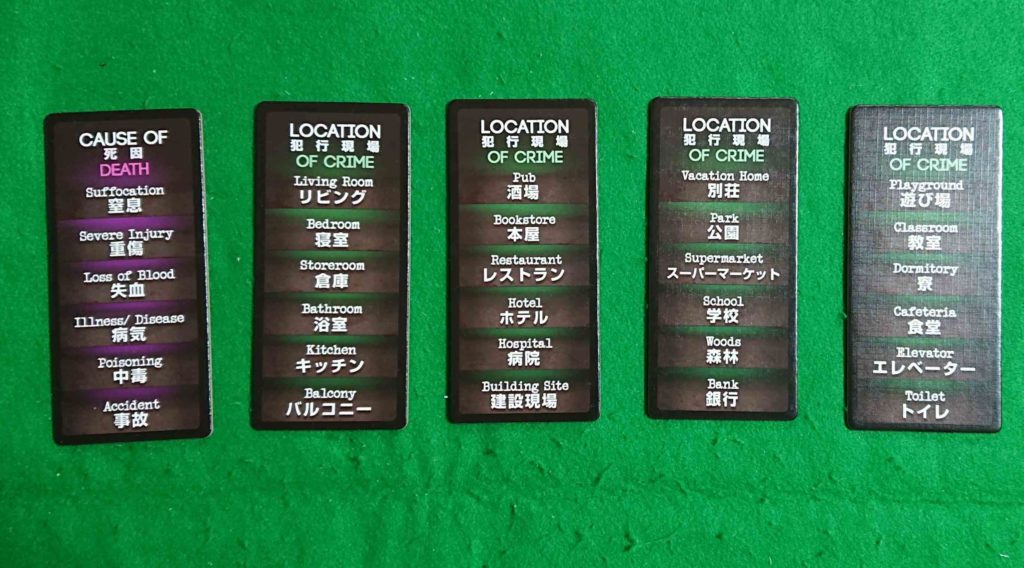 CAUSE OF
死因
DEATH
Suffocation
窒息
Severe Injury
重傷
Loss of Blood
失血
Illness/ Disease
病気
Poisoning
中毒
Accident
事故
LOCATION
犯行現場
OF CRIME
Living Room
リビング
Bedroom
寝室
Storeroom
倉庫
Bathroom
浴室
Kitchen
キッチン
Balcony
バルコニー
LOCATION
犯行現場
OF CRIME
Pub
酒場
Bookstore
本屋
Restaurant
レストラン
Hotel
ホテル
Hospital
病院
Building Site
建設現場
LOCATION
犯行現場
OF CRIME
Vacation Home
別荘
Park
公園
Supermarket
スーパーマーケット
School
学校
Woods
森林
Bank
銀行
LOCATION
犯行現場
OF CRIME
Playground
遊び場
Classroom
教室
Dormitory
寮
Cafeteria
食堂
Elevator
エレベーター
Toilet
トイレ